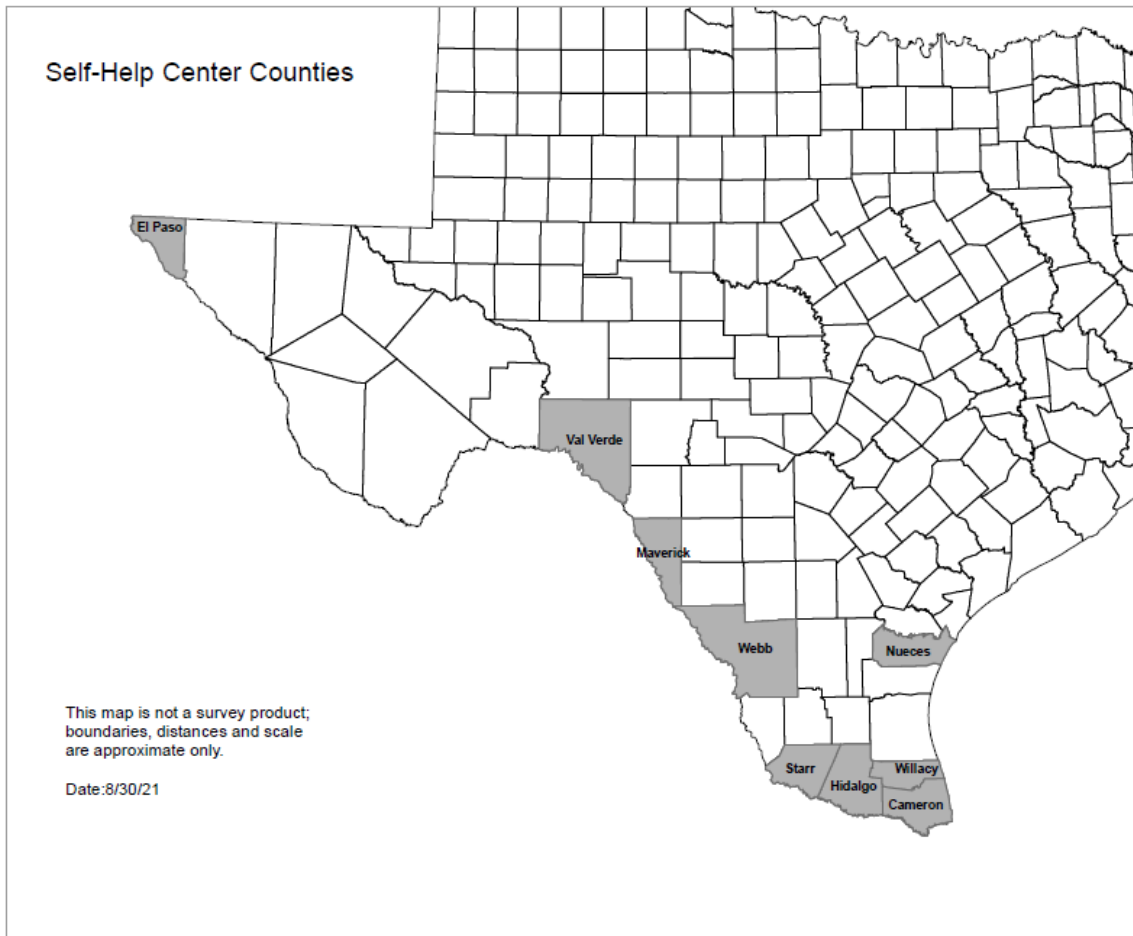 Self-Help Center Counties
El Paso
Val Verde
Maverick
Webb
Nueces
This map is not a survey product;
boundaries, distances and scale
are approximate only.
Date:8/30/21
Starr
Willacy
Hidalgo
Cameron